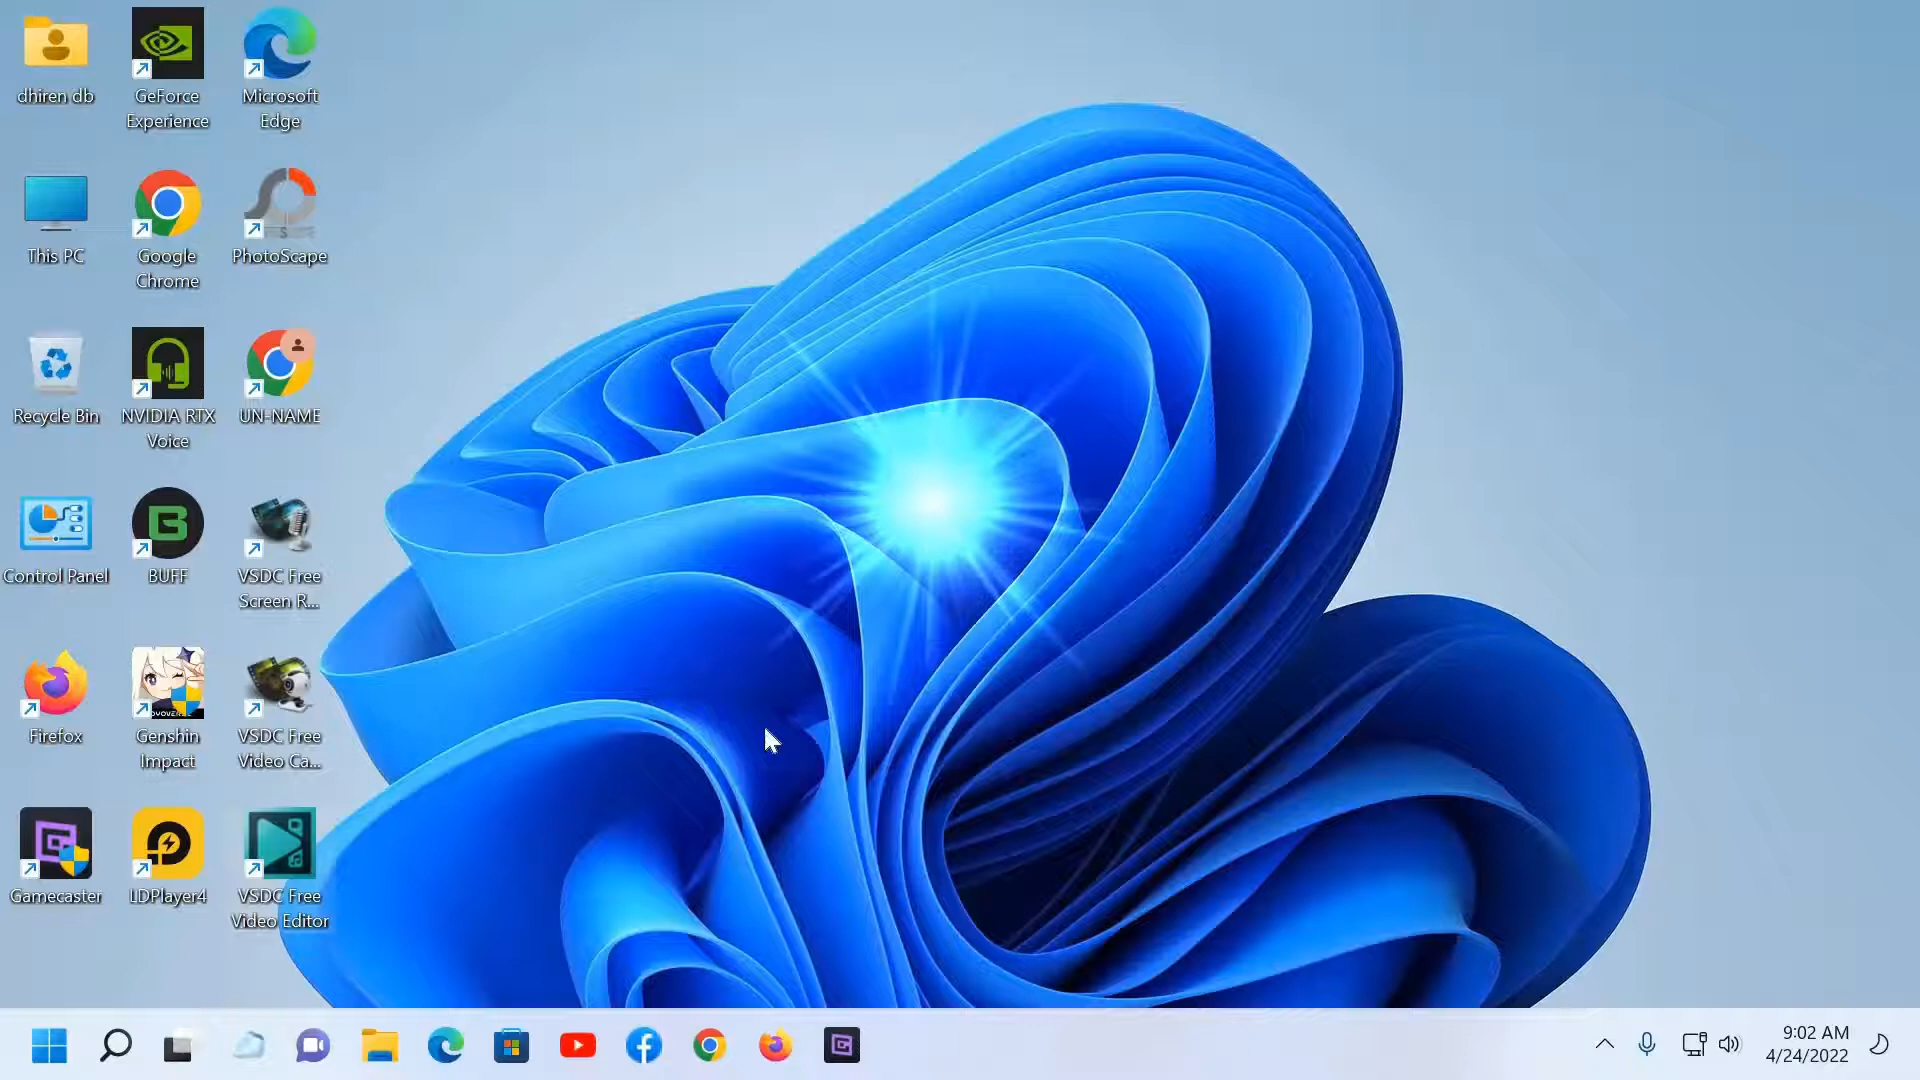 dhiren db
GeForce
Experience
Microsoft
Edge
This PC
Google
Chrome
PhotoScape
Recycle Bin
NVIDIA RTX
Voice
UN-NAME
Control Panel
BUFF
VSDC Free
Screen R...
Firefox
Genshin
Impact
VSDC Free
Video Ca...
Gamecaster
LDPlayer4
VSDC Free
Video Editor
9:02 AM
4/24/2022